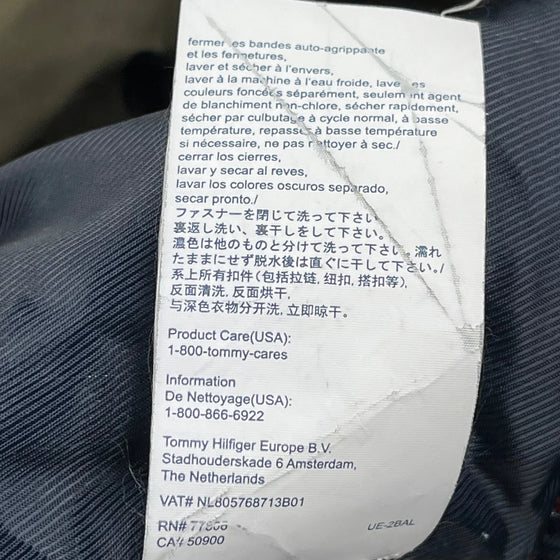 fermer les bandes auto-agrippante
et les fermetures,
laver et sécher à l'envers,
laver à la machine à l'eau froide, laver les
couleurs foncées séparément, seulement agent
de blanchiment non-chlore, sécher rapidement,
sécher par culbutage à cycle normal, à basse
température, repasser à basse température
si nécessaire, ne pas nettoyer à sec./
cerrar los cierres,
lavar y secar al reves,
lavar los colores oscuros separado,
secar pronto./
ファスナーを閉じて洗って下さい
裏返し洗い、裏干しをして下さい。
濃色は他のものと分けて洗って下さい。濡れ
たままにせず脱水後は直ぐに干して下さい。/
系上所有扣件(包括拉链, 纽扣, 搭扣等),
反面清洗, 反面烘干,
与深色衣物分开洗, 立即晾干。
Product Care(USA):
1-800-tommy-cares
Information
De Nettoyage(USA):
1-800-866-6922
Tommy Hilfiger Europe B.V.
Stadhouderskade 6 Amsterdam,
The Netherlands
VAT# NL805768713B01
RN#
CA# 50900
UE-2BAL